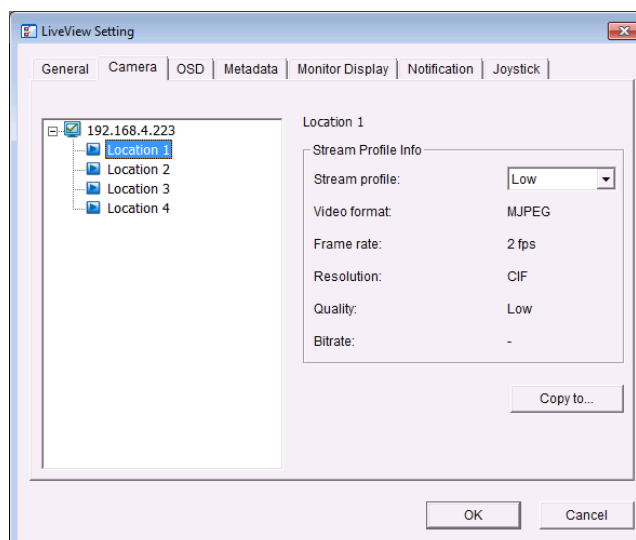 LiveView Setting
General Camera OSD Metadata Monitor Display Notification Joystick
192.168.4.223
Location 1
Location 2
Location 3
Location 4
Location 1
Stream Profile Info
Stream profile: Low
Video format: MJPEG
Frame rate: 2 fps
Resolution: CIF
Quality: Low
Bitrate: -
Copy to...
OK Cancel